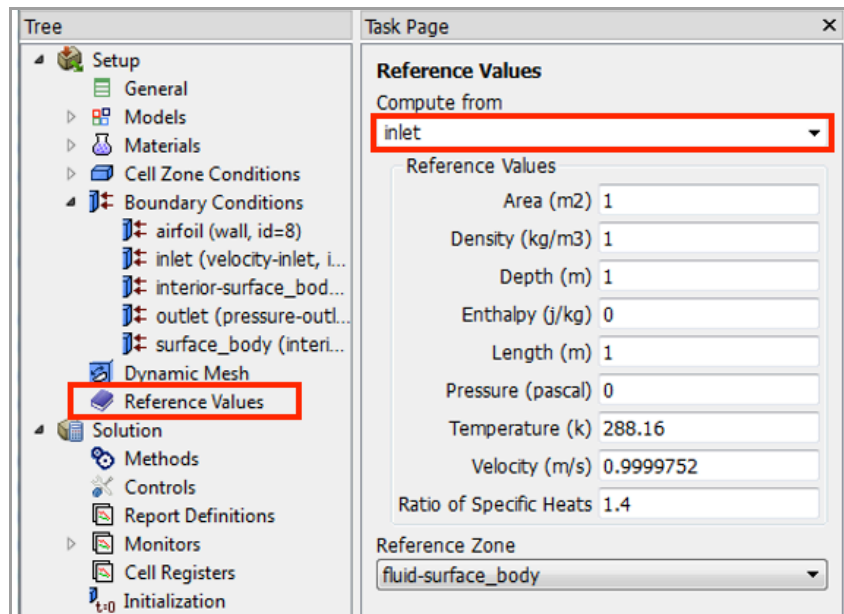 Tree
Setup
General
Models
Materials
Cell Zone Conditions
Boundary Conditions
airfoil (wall, id=8)
inlet (velocity-inlet, i...
interior-surface_bod...
outlet (pressure-outl...
surface_body (interi...
Dynamic Mesh
Reference Values
Solution
Methods
Controls
Report Definitions
Monitors
Cell Registers
t=0 Initialization
Task Page
Reference Values
Compute from
inlet
Reference Values
Area (m2) 1
Density (kg/m3) 1
Depth (m) 1
Enthalpy (j/kg) 0
Length (m) 1
Pressure (pascal) 0
Temperature (k) 288.16
Velocity (m/s) 0.9999752
Ratio of Specific Heats 1.4
Reference Zone
fluid-surface_body